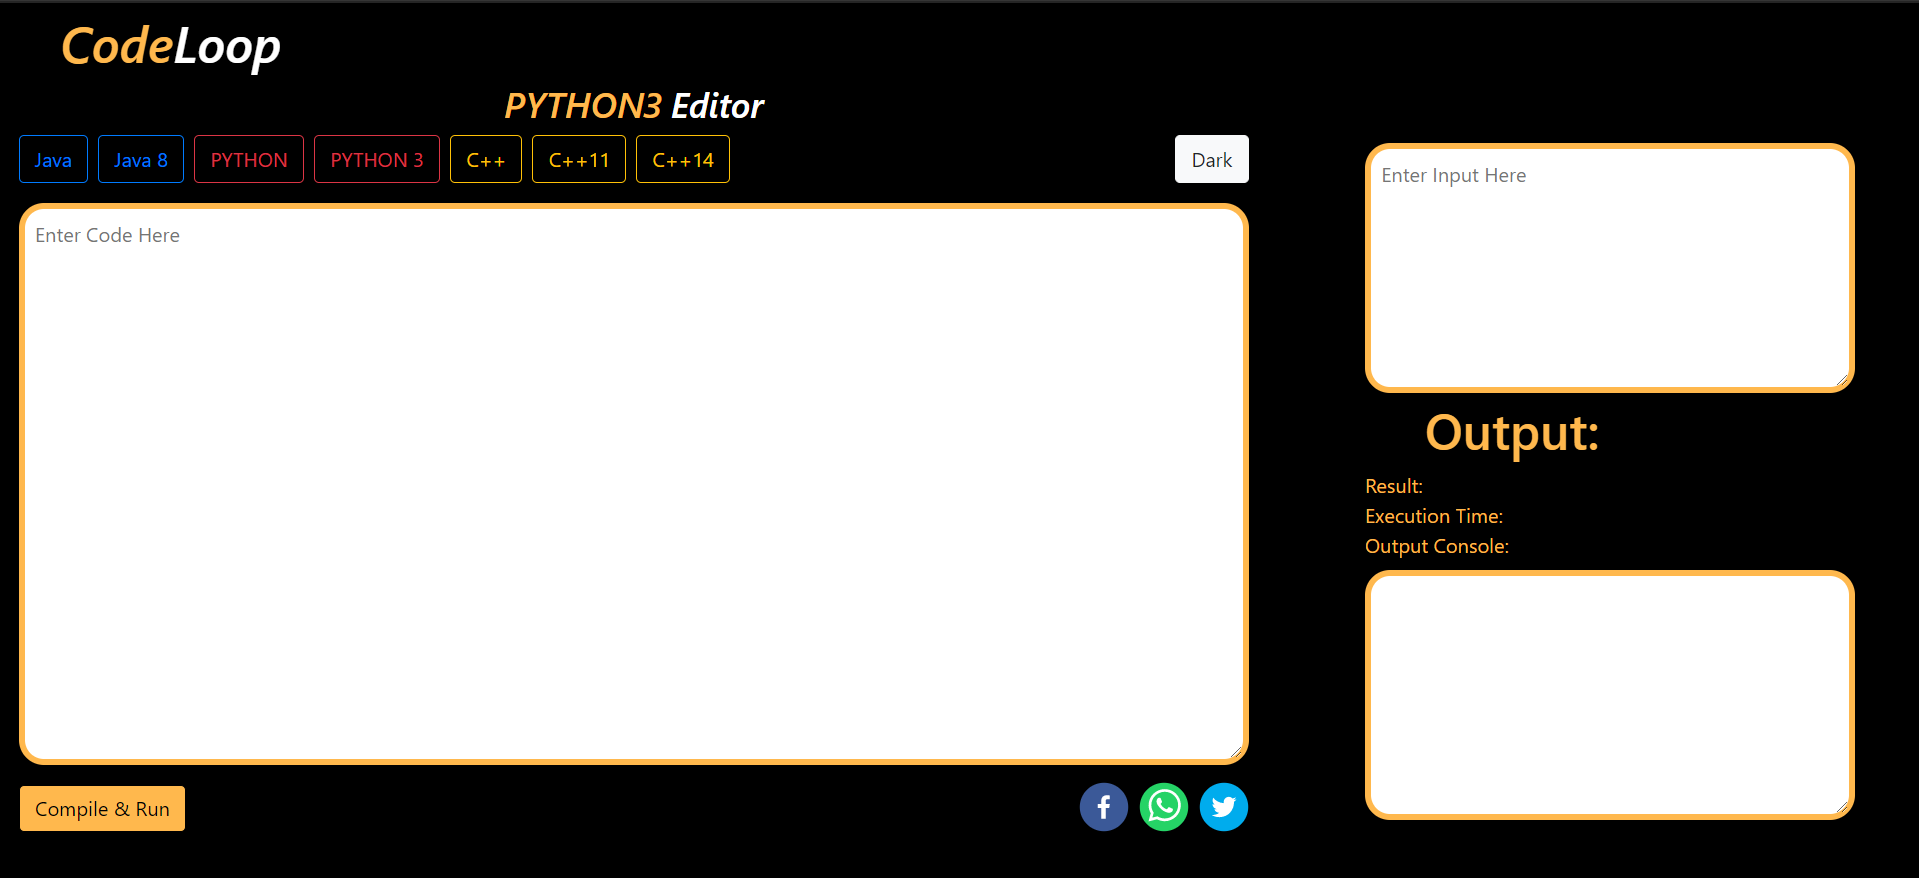 CodeLoop
PYTHON3 Editor
Java Java 8 PYTHON PYTHON 3 C++ C++11 C++14 Dark
Enter Code Here
Compile & Run
Enter Input Here
Output:
Result:
Execution Time:
Output Console: